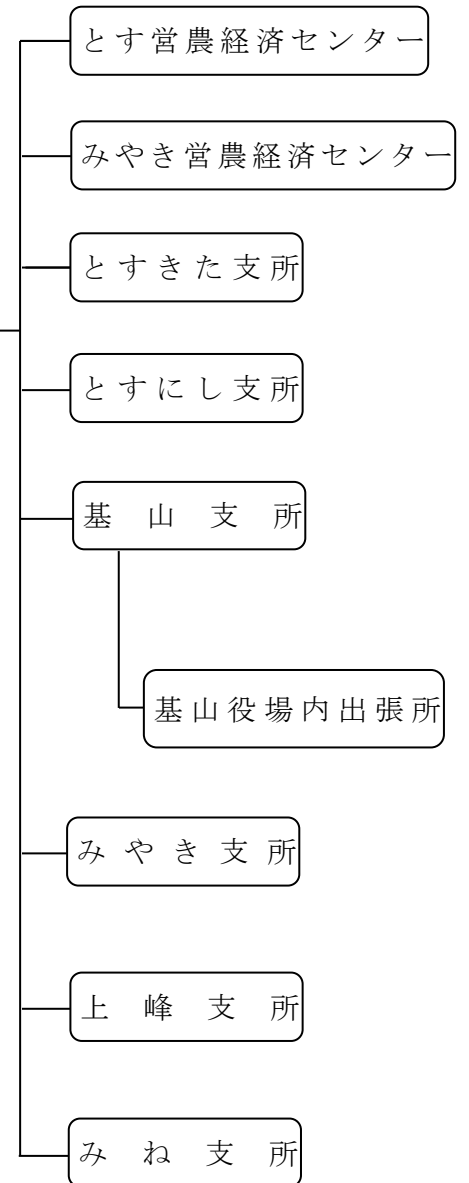 とす営農経済センター
みやき営農経済センター
とすきた支所
とすにし支所
基山支所
基山役場内出張所
みやき支所
上峰支所
みね支所